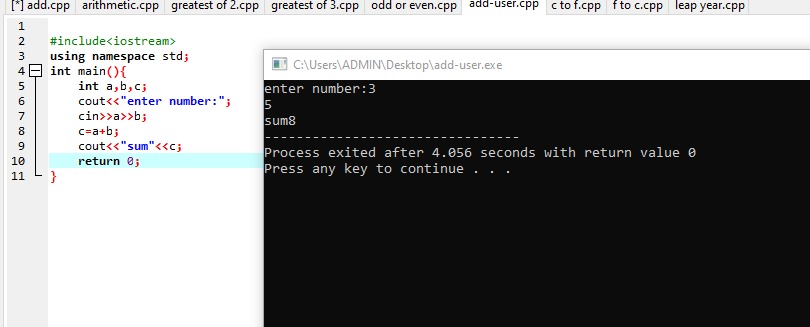 [*] add.cpp arithmetic.cpp greatest of 2.cpp greatest of 3.cpp odd or even.cpp add-user.cpp c to f.cpp f to c.cpp leap year.cpp
1
2 #include<iostream>
3 using namespace std;
4 int main(){
5 int a,b,c;
6 cout<<"enter number:";
7 cin>>a>>b;
8 c=a+b;
9 cout<<"sum"<<c;
10 return 0;
11 }
C:\Users\ADMIN\Desktop\add-user.exe
enter number:3
5
sum8
--------------------------------
Process exited after 4.056 seconds with return value 0
Press any key to continue . . .